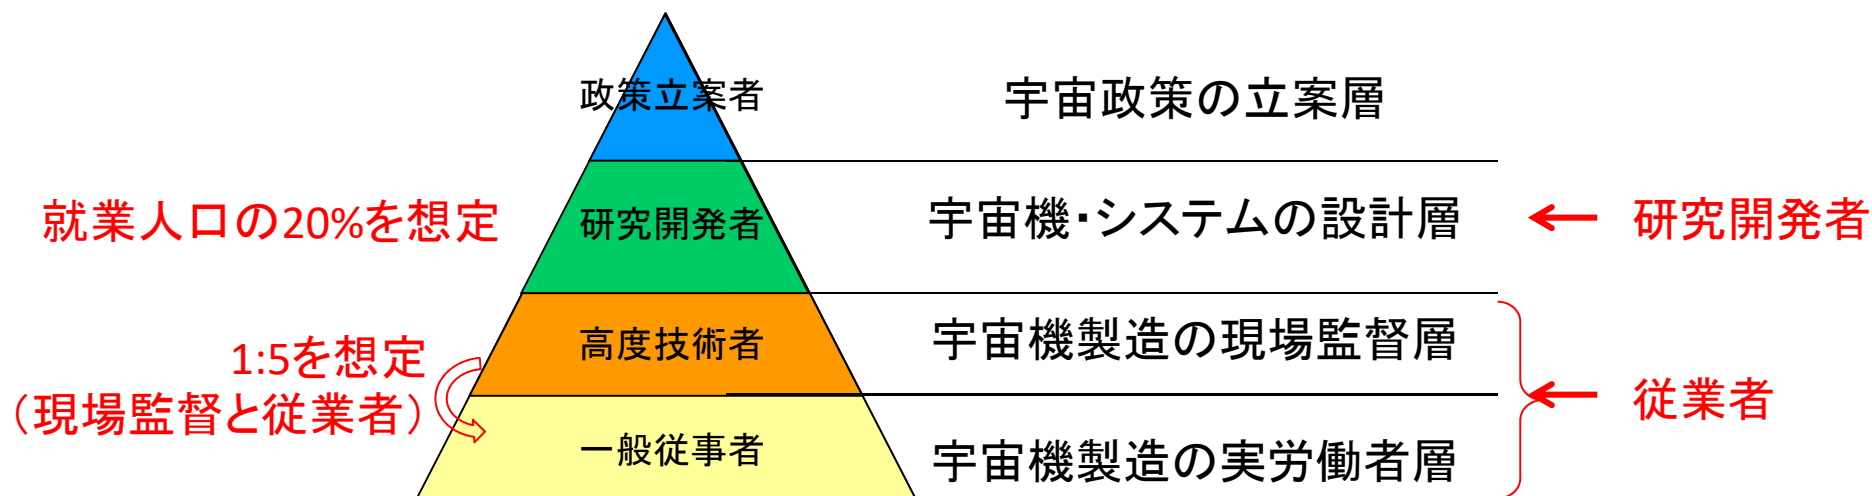 政策立案者
宇宙政策の立案層
就業人口の20%を想定
研究開発者
宇宙機・システムの設計層
研究開発者
1:5を想定
（現場監督と従業者）
高度技術者
宇宙機製造の現場監督層
従業者
一般従事者
宇宙機製造の実労働者層